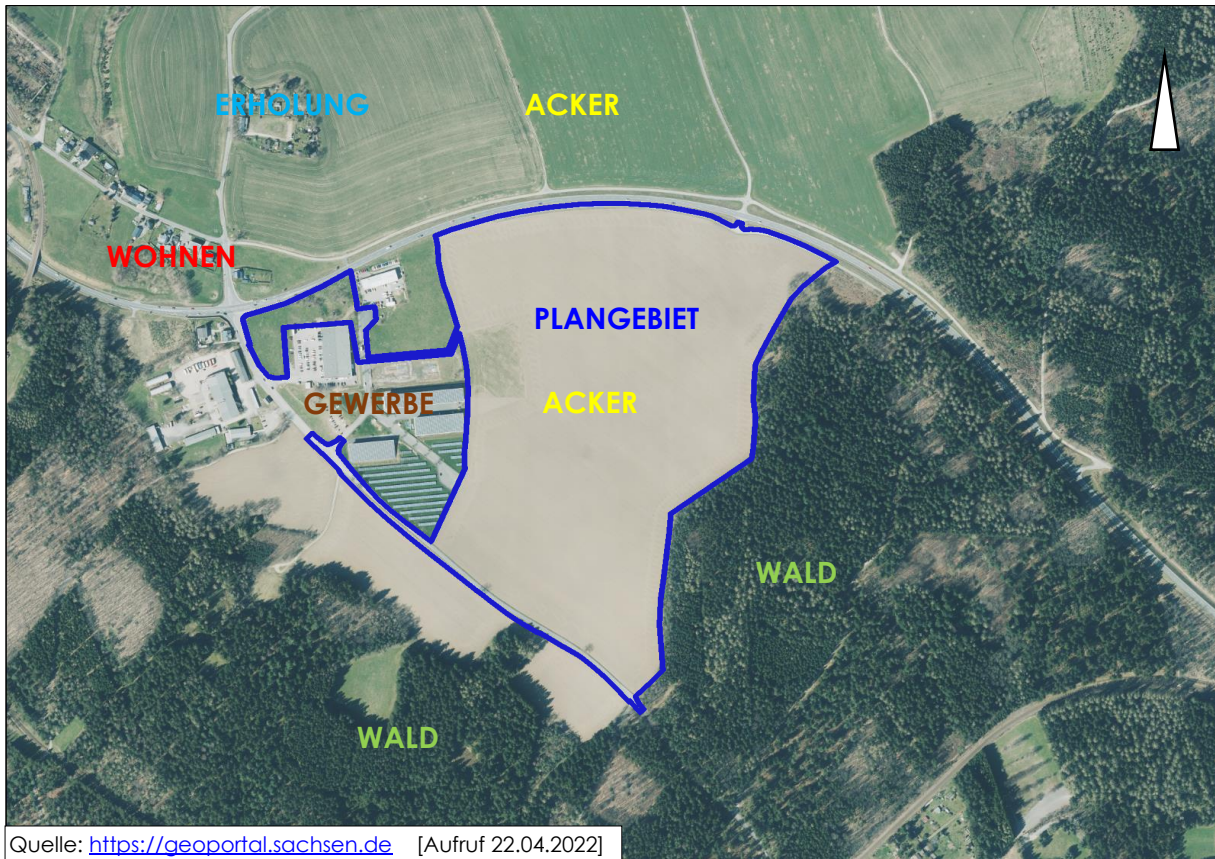 ERHOLUNG
ACKER
WOHNEN
PLANGEBIET
GEWERBE
ACKER
WALD
WALD
Quelle: https://geoportal.sachsen.de [Aufruf 22.04.2022]